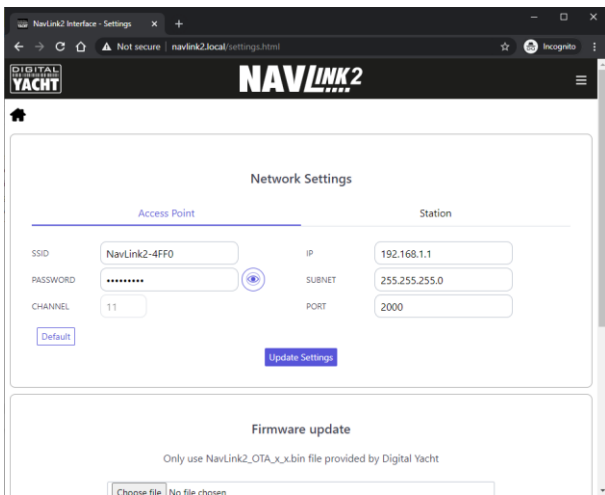 NavLink2 Interface - Settings
Not secure | navlink2.local/settings.html
Incognito
DIGITAL
YACHT
NAVLINK2
Network Settings
Access Point Station
SSID NavLink2-4FF0 IP 192.168.1.1
PASSWORD ••••••••• SUBNET 255.255.255.0
CHANNEL 11 PORT 2000
Default
Update Settings
Firmware update
Only use NavLink2_OTA_x_x.bin file provided by Digital Yacht
Choose file No file chosen